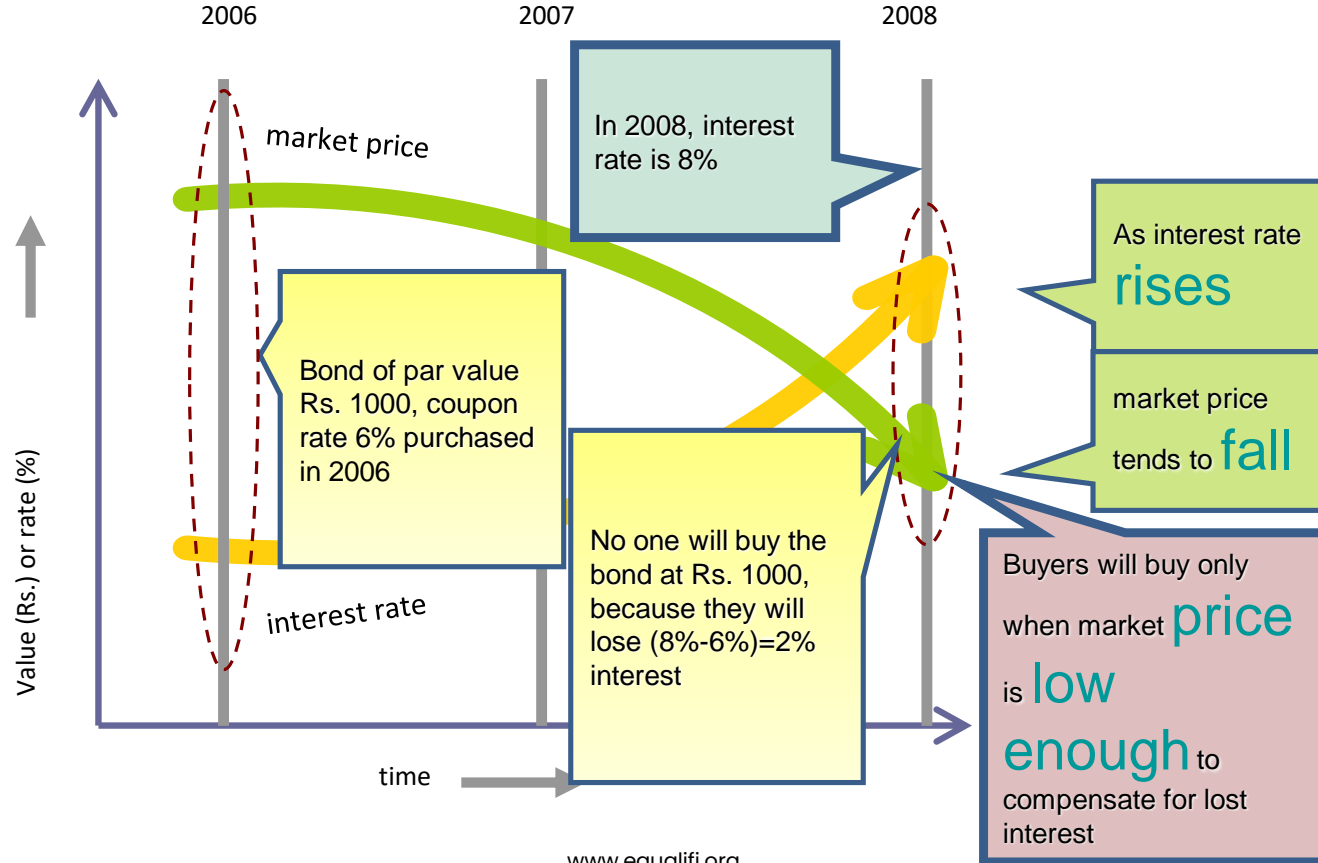 2006
2007
2008
market price
In 2008, interest
rate is 8%
As interest rate
rises
Bond of par value
Rs. 1000, coupon
rate 6% purchased
in 2006
market price
tends to fall
No one will buy the
bond at Rs. 1000,
because they will
lose (8%-6%)=2%
interest
Buyers will buy only
when market price
is low
enough to
compensate for lost
interest
interest rate
Value (Rs.) or rate (%)
time